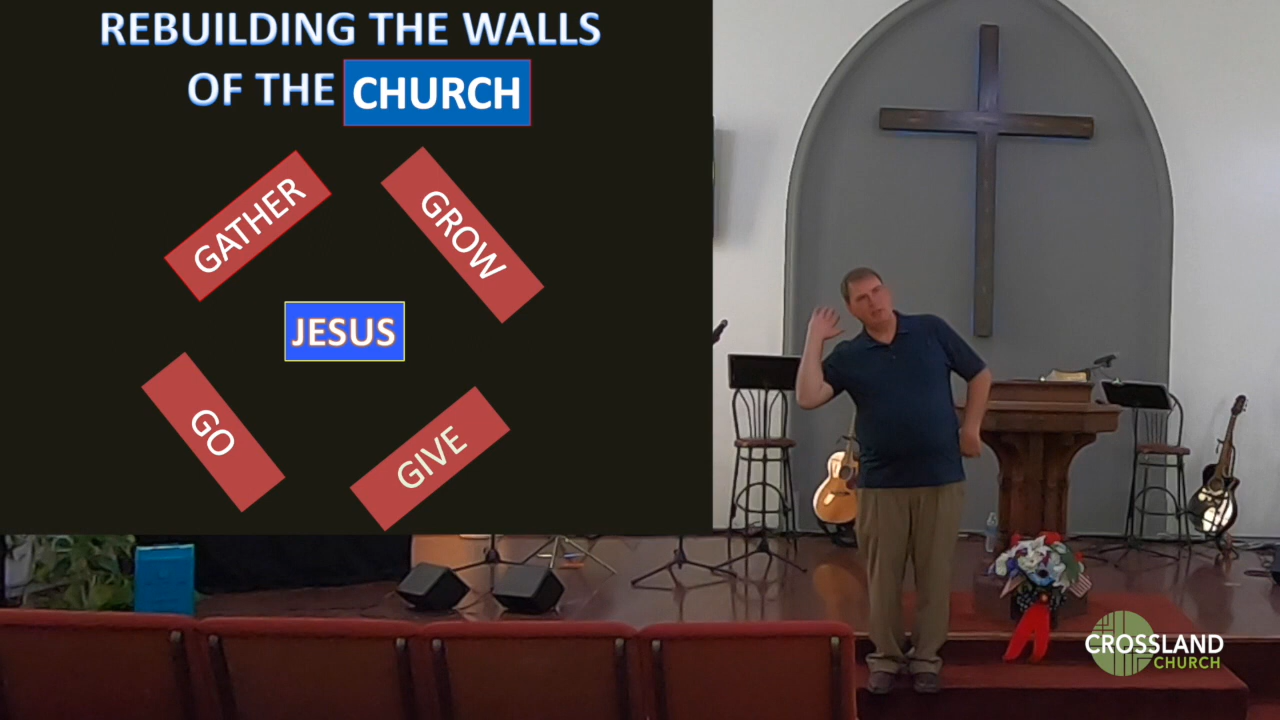 REBUILDING THE WALLS
OF THE CHURCH
GATHER
GROW
JESUS
GO
GIVE
CROSSLAND
CHURCH